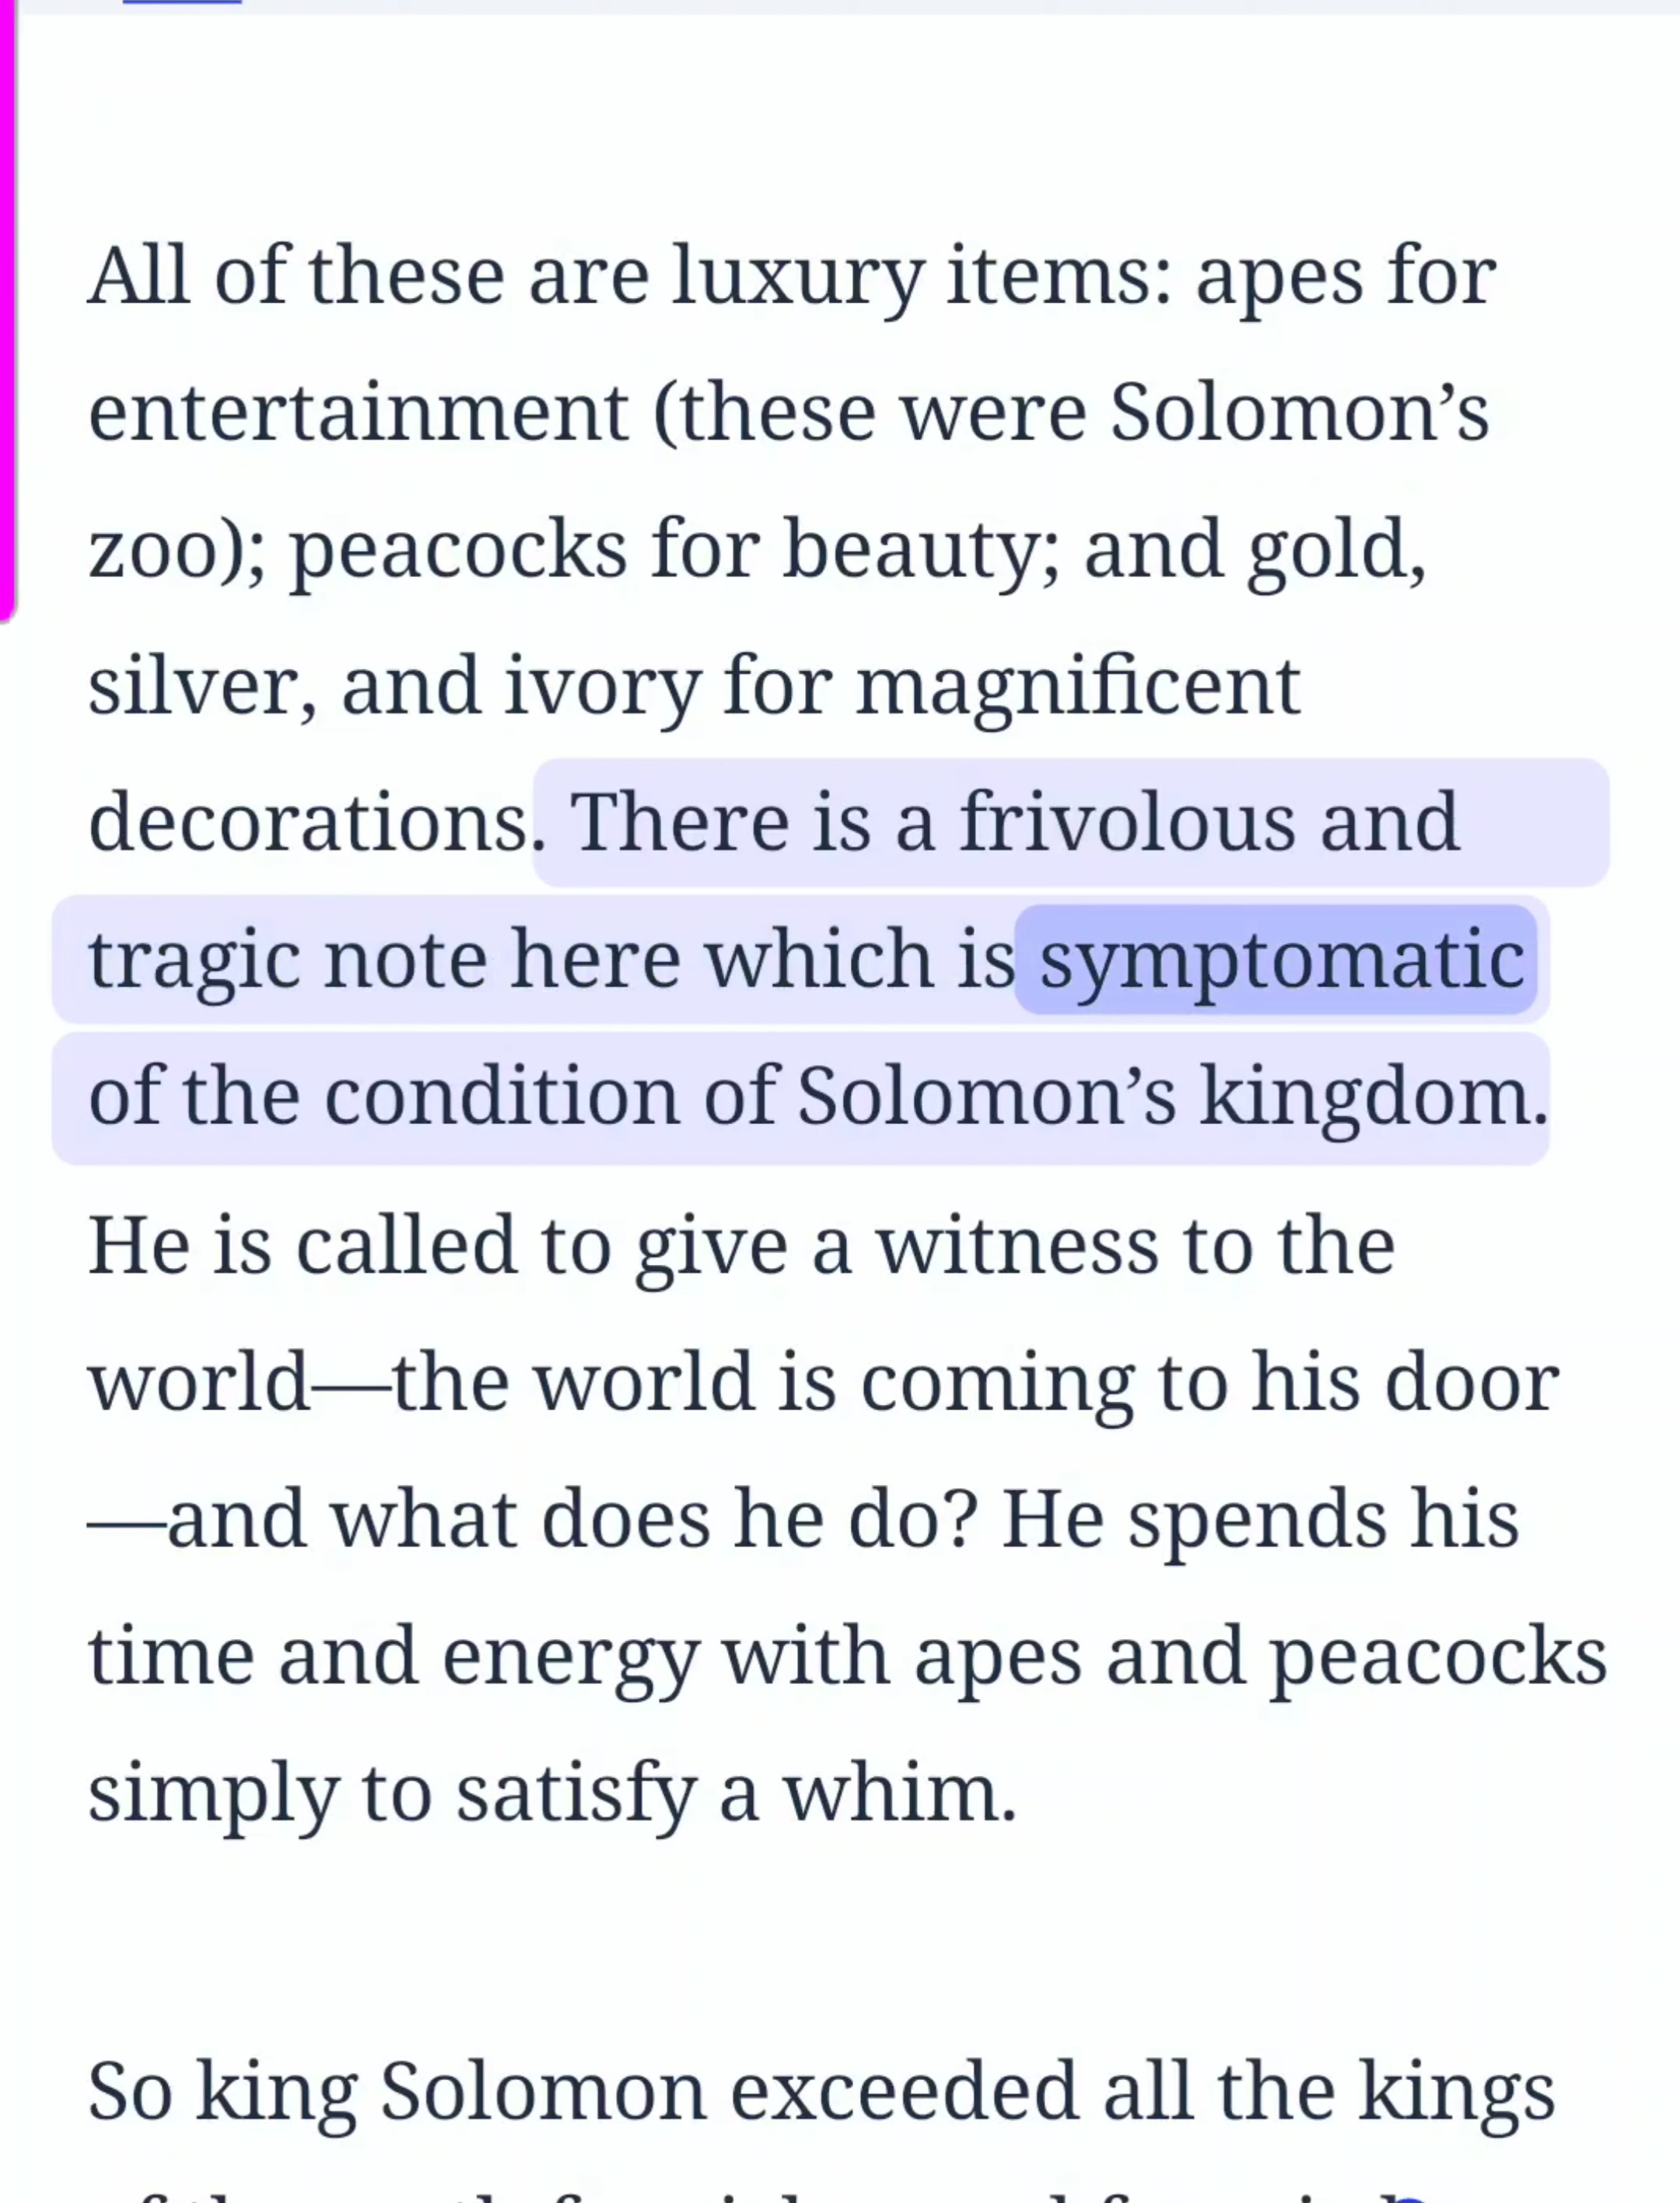 All of these are luxury items: apes for
entertainment (these were Solomon’s
zoo); peacocks for beauty; and gold,
silver, and ivory for magnificent
decorations. There is a frivolous and
tragic note here which is symptomatic
of the condition of Solomon’s kingdom.
He is called to give a witness to the
world—the world is coming to his door
—and what does he do? He spends his
time and energy with apes and peacocks
simply to satisfy a whim.
So king Solomon exceeded all the kings